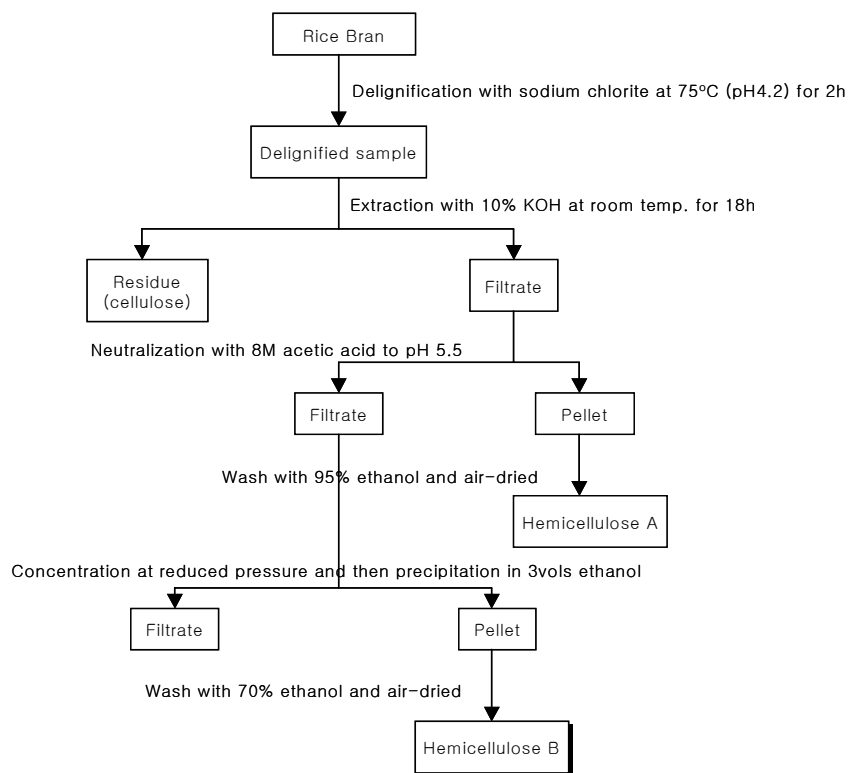 Rice Bran
Delignification with sodium chlorite at 75ºC (pH4.2) for 2h
Delignified sample
Extraction with 10% KOH at room temp. for 18h
Residue
(cellulose)
Filtrate
Neutralization with 8M acetic acid to pH 5.5
Filtrate
Pellet
Wash with 95% ethanol and air-dried
Hemicellulose A
Concentration at reduced pressure and then precipitation in 3vols ethanol
Filtrate
Pellet
Wash with 70% ethanol and air-dried
Hemicellulose B